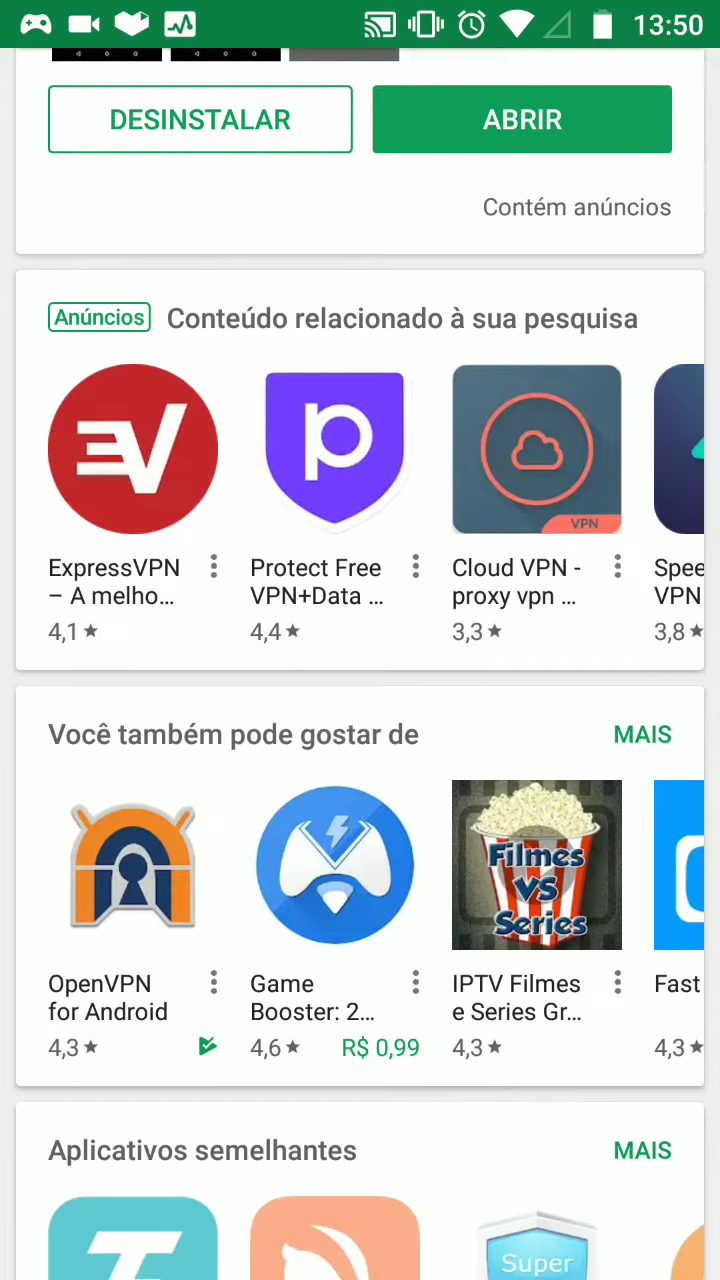 13:50
DESINSTALAR
ABRIR
Contém anúncios
Anúncios Conteúdo relacionado à sua pesquisa
EV
p
VPN
ExpressVPN
– A melho...
4,1
Protect Free
VPN+Data ...
4,4
Cloud VPN -
proxy vpn ...
3,3
Spee
VPN
3,8
Você também pode gostar de
MAIS
Filmes
VS
Series
OpenVPN
for Android
4,3
Game
Booster: 2...
4,6
R$ 0,99
IPTV Filmes
e Series Gr...
4,3
Fast
4,3
Aplicativos semelhantes
MAIS
Super